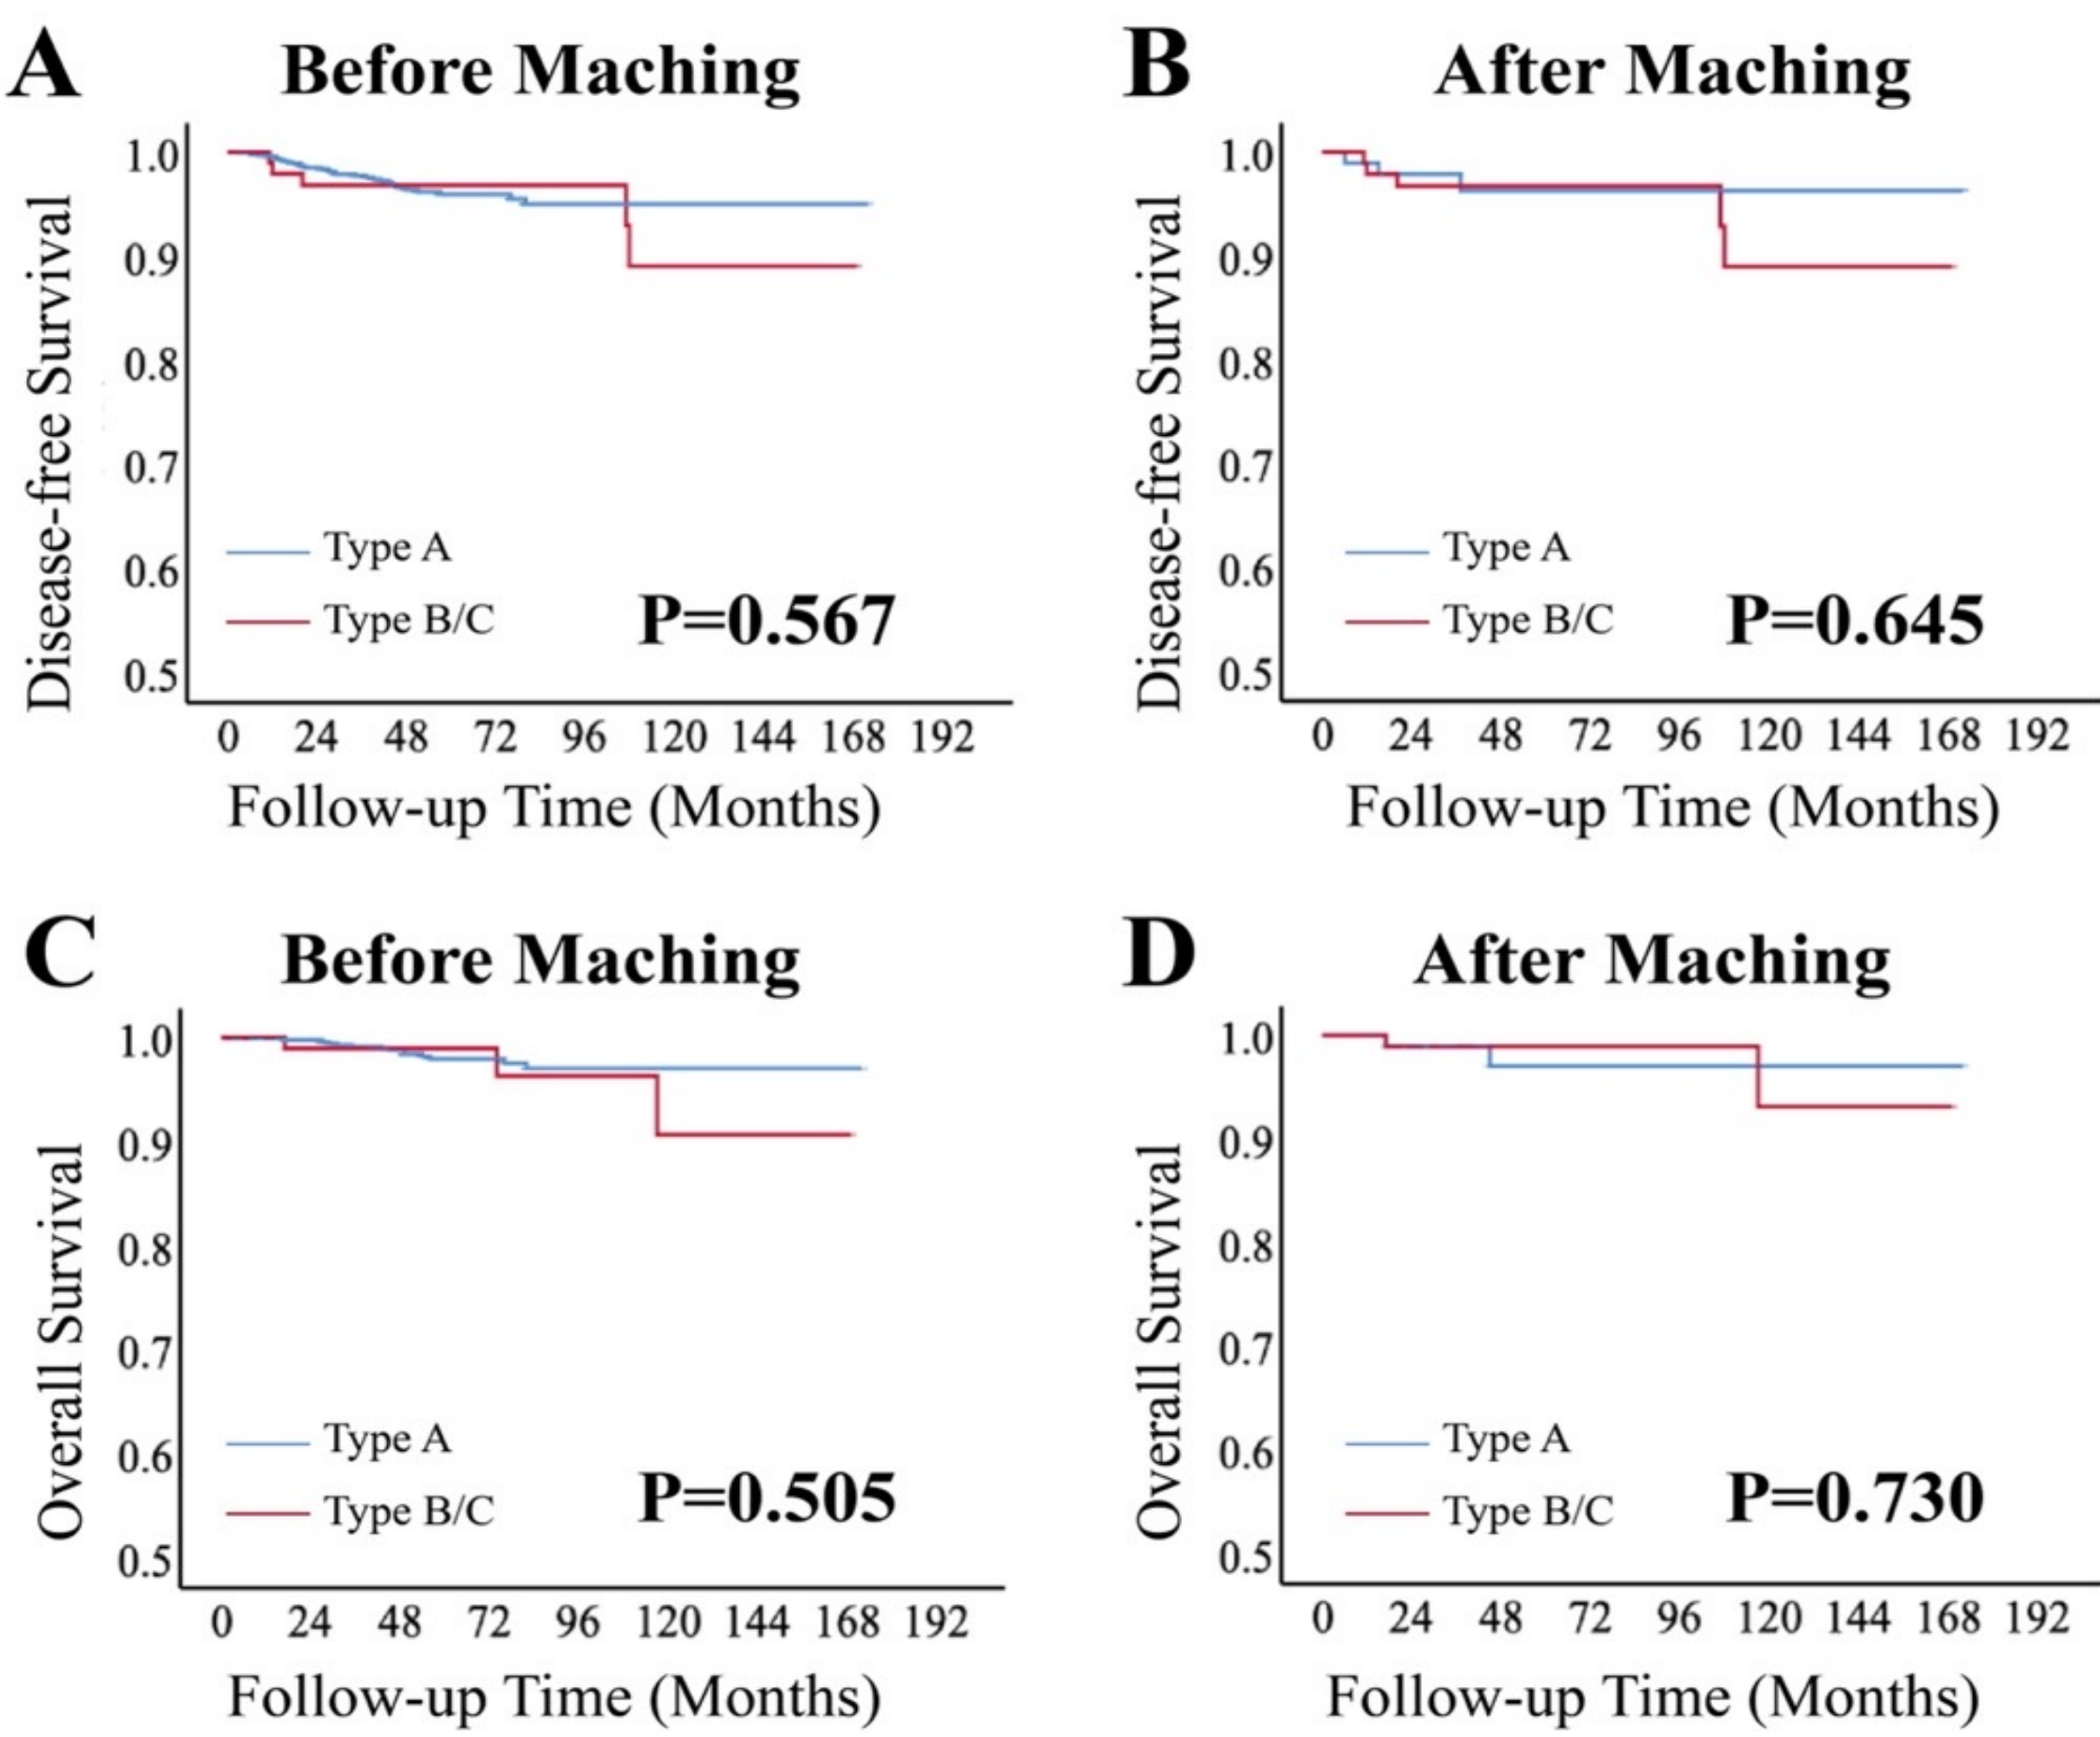 A
Before Maching
Disease-free Survival
1.0
0.9
0.8
0.7
0.6
0.5
Type A
Type B/C
P=0.567
0 24 48 72 96 120 144 168 192
Follow-up Time (Months)
B
After Maching
Disease-free Survival
1.0
0.9
0.8
0.7
0.6
0.5
Type A
Type B/C
P=0.645
0 24 48 72 96 120 144 168 192
Follow-up Time (Months)
C
Before Maching
Overall Survival
1.0
0.9
0.8
0.7
0.6
0.5
Type A
Type B/C
P=0.505
0 24 48 72 96 120 144 168 192
Follow-up Time (Months)
D
After Maching
Overall Survival
1.0
0.9
0.8
0.7
0.6
0.5
Type A
Type B/C
P=0.730
0 24 48 72 96 120 144 168 192
Follow-up Time (Months)